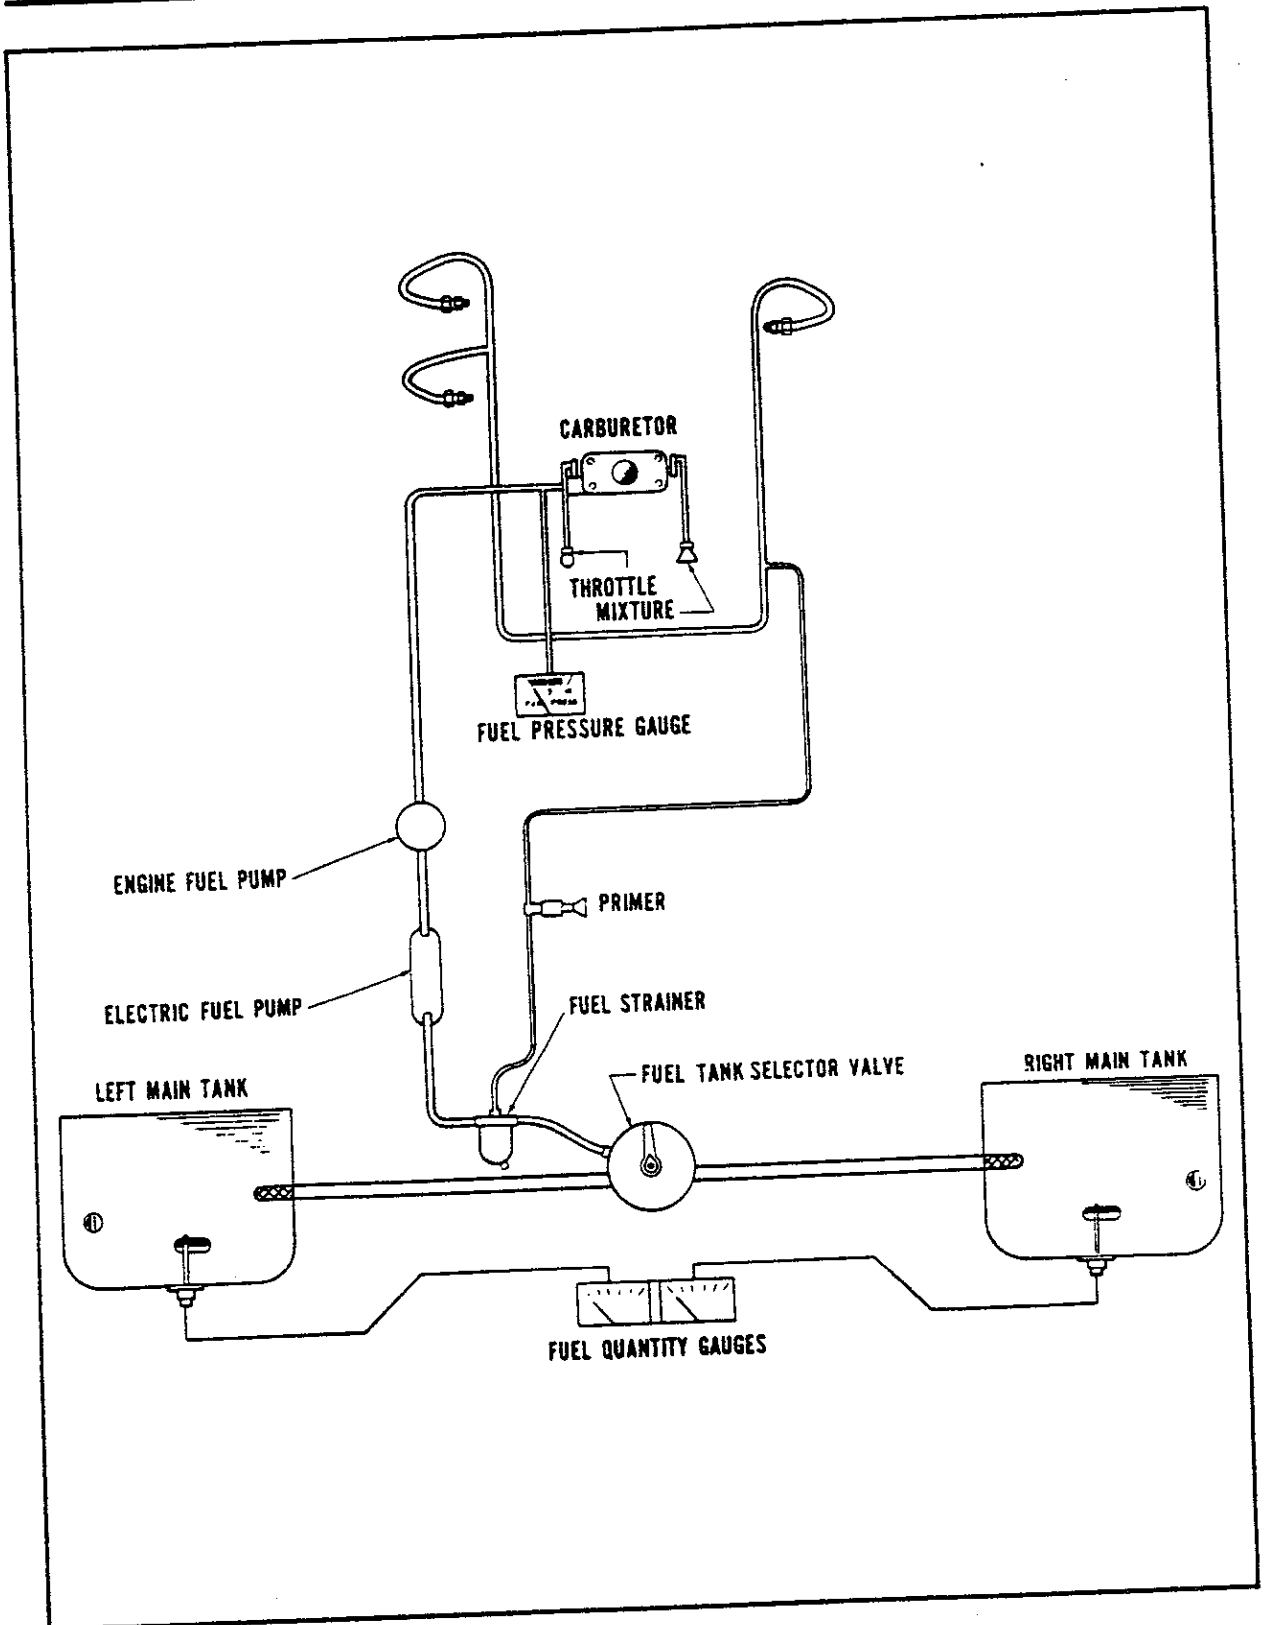 CARBURETOR
THROTTLE
MIXTURE
FUEL PRESSURE GAUGE
ENGINE FUEL PUMP
PRIMER
ELECTRIC FUEL PUMP
FUEL STRAINER
FUEL TANK SELECTOR VALVE
RIGHT MAIN TANK
LEFT MAIN TANK
FUEL QUANTITY GAUGES